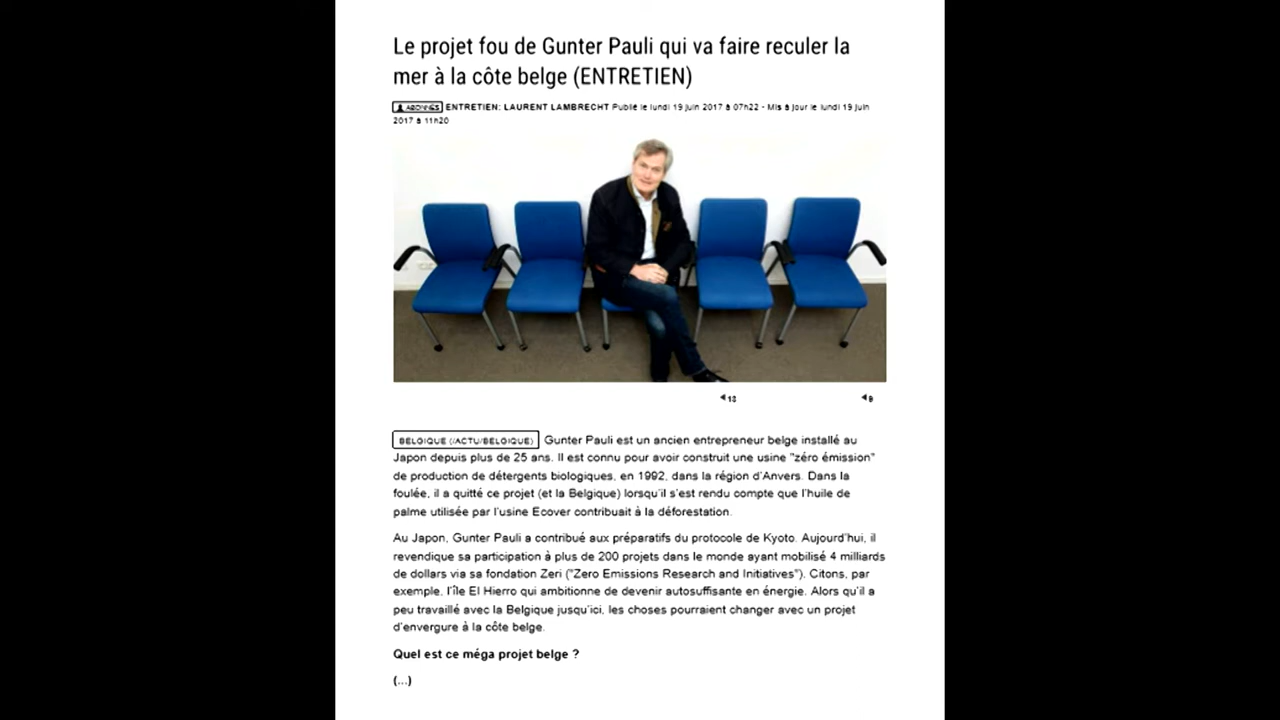 Le projet fou de Gunter Pauli qui va faire reculer la
mer à la côte belge (ENTRETIEN)
ABONNÉS ENTRETIEN: LAURENT LAMBRECHT Publié le lundi 19 juin 2017 à 07h22 - Mis à jour le lundi 19 juin
2017 à 11h20
13 9
BELGIQUE (/ACTU/BELGIQUE) Gunter Pauli est un ancien entrepreneur belge installé au
Japon depuis plus de 25 ans. Il est connu pour avoir construit une usine "zéro émission"
de production de détergents biologiques, en 1992, dans la région d'Anvers. Dans la
foulée, il a quitté ce projet (et la Belgique) lorsqu'il s'est rendu compte que l'huile de
palme utilisée par l'usine Ecover contribuait à la déforestation.
Au Japon, Gunter Pauli a contribué aux préparatifs du protocole de Kyoto. Aujourd'hui, il
revendique sa participation à plus de 200 projets dans le monde ayant mobilisé 4 milliards
de dollars via sa fondation Zeri ("Zero Emissions Research and Initiatives"). Citons, par
exemple, l'île El Hierro qui ambitionne de devenir autosuffisante en énergie. Alors qu'il a
peu travaillé avec la Belgique jusqu'ici, les choses pourraient changer avec un projet
d'envergure à la côte belge.
Quel est ce méga projet belge ?
(...)